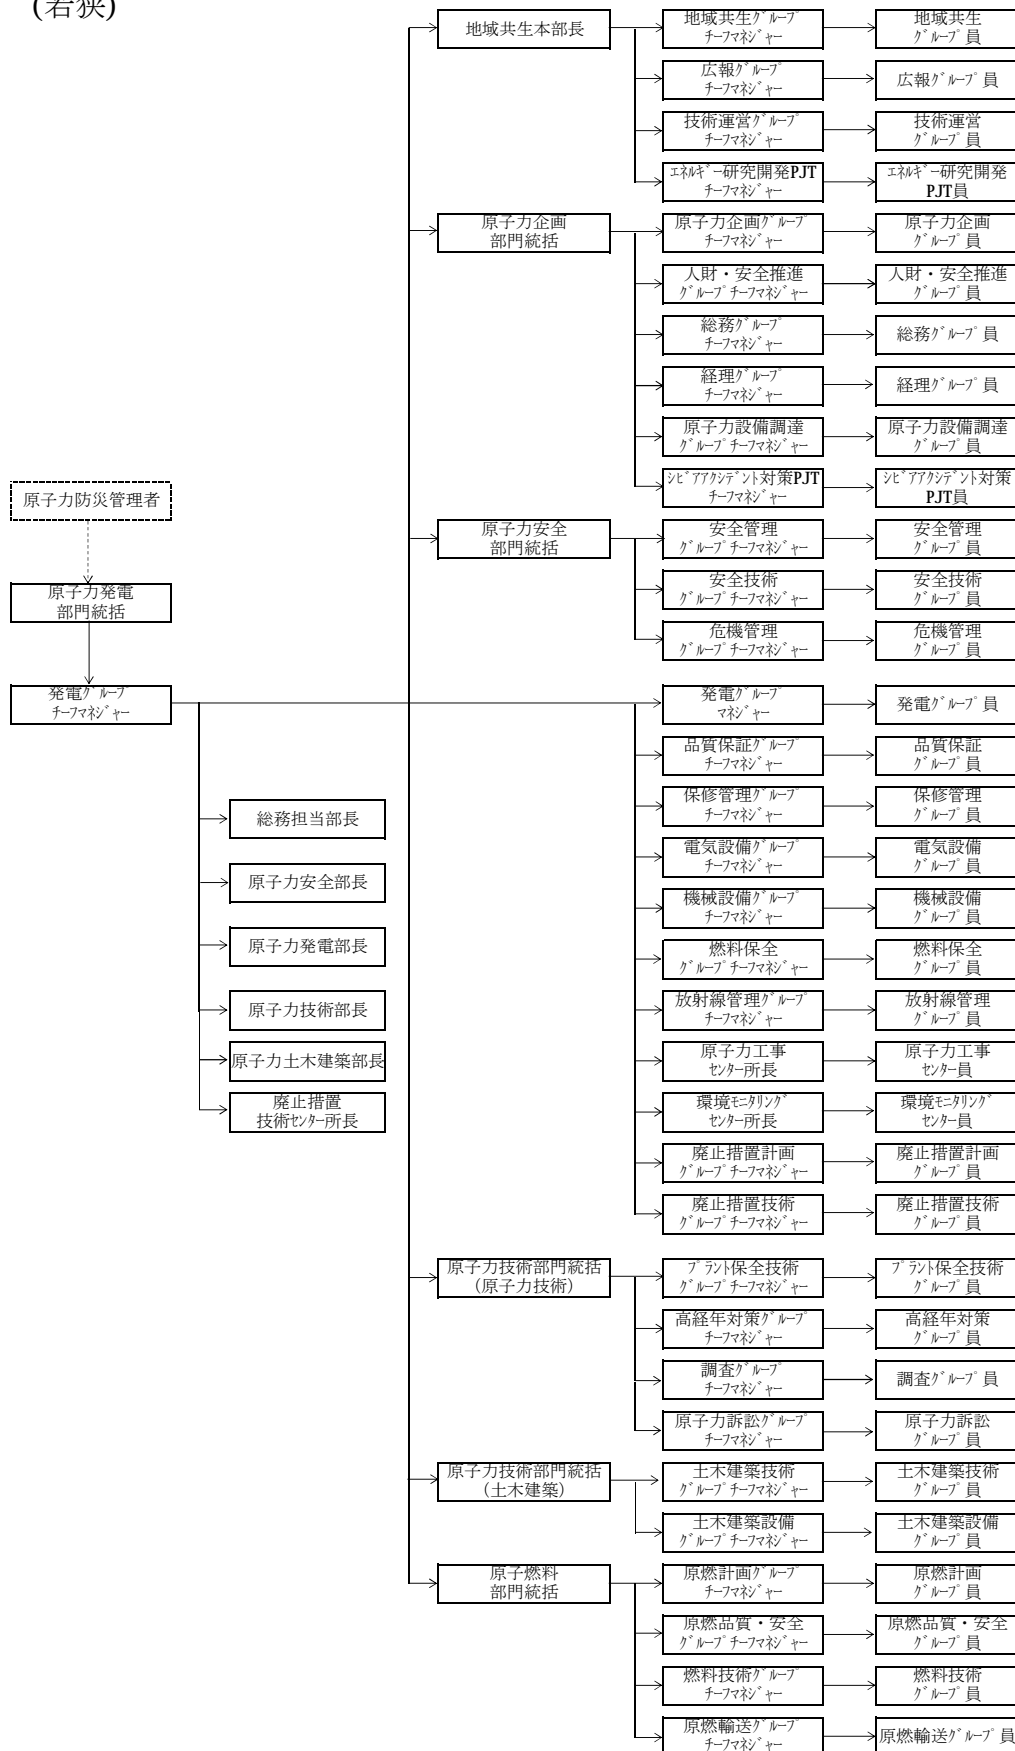 (若狭)
地域共生本部長
地域共生グループ
チーフマネジャー
地域共生
グループ員
広報グループ
チーフマネジャー
広報グループ員
技術運営グループ
チーフマネジャー
技術運営
グループ員
エネルギー研究開発PJT
チーフマネジャー
エネルギー研究開発
PJT員
原子力企画
部門統括
原子力企画グループ
チーフマネジャー
原子力企画
グループ員
人財・安全推進
グループチーフマネジャー
人財・安全推進
グループ員
総務グループ
チーフマネジャー
総務グループ員
経理グループ
チーフマネジャー
経理グループ員
原子力設備調達
グループチーフマネジャー
原子力設備調達
グループ員
シビアアクシデント対策PJT
チーフマネジャー
シビアアクシデント対策
PJT員
原子力防災管理者
原子力安全
部門統括
安全管理
グループチーフマネジャー
安全管理
グループ員
安全技術
グループチーフマネジャー
安全技術
グループ員
危機管理
グループチーフマネジャー
危機管理
グループ員
原子力発電
部門統括
発電グループ
チーフマネジャー
発電グループ
マネジャー
発電グループ員
品質保証グループ
チーフマネジャー
品質保証
グループ員
保修管理グループ
チーフマネジャー
保修管理
グループ員
電気設備グループ
チーフマネジャー
電気設備
グループ員
機械設備グループ
チーフマネジャー
機械設備
グループ員
燃料保全
グループチーフマネジャー
燃料保全
グループ員
放射線管理グループ
チーフマネジャー
放射線管理
グループ員
原子力工事
センター所長
原子力工事
センター員
環境モニタリング
センター所長
環境モニタリング
センター員
廃止措置計画
グループチーフマネジャー
廃止措置計画
グループ員
廃止措置技術
グループチーフマネジャー
廃止措置技術
グループ員
総務担当部長
原子力安全部長
原子力発電部長
原子力技術部長
原子力土木建築部長
廃止措置
技術センター所長
原子力技術部門統括
(原子力技術)
プラント保全技術
グループチーフマネジャー
プラント保全技術
グループ員
高経年対策グループ
チーフマネジャー
高経年対策
グループ員
調査グループ
チーフマネジャー
調査グループ員
原子力訴訟グループ
チーフマネジャー
原子力訴訟
グループ員
原子力技術部門統括
(土木建築)
土木建築技術
グループチーフマネジャー
土木建築技術
グループ員
土木建築設備
グループチーフマネジャー
土木建築設備
グループ員
原子燃料
部門統括
原燃計画グループ
チーフマネジャー
原燃計画
グループ員
原燃品質・安全
グループチーフマネジャー
原燃品質・安全
グループ員
燃料技術グループ
チーフマネジャー
燃料技術
グループ員
原燃輸送グループ
チーフマネジャー
原燃輸送グループ員